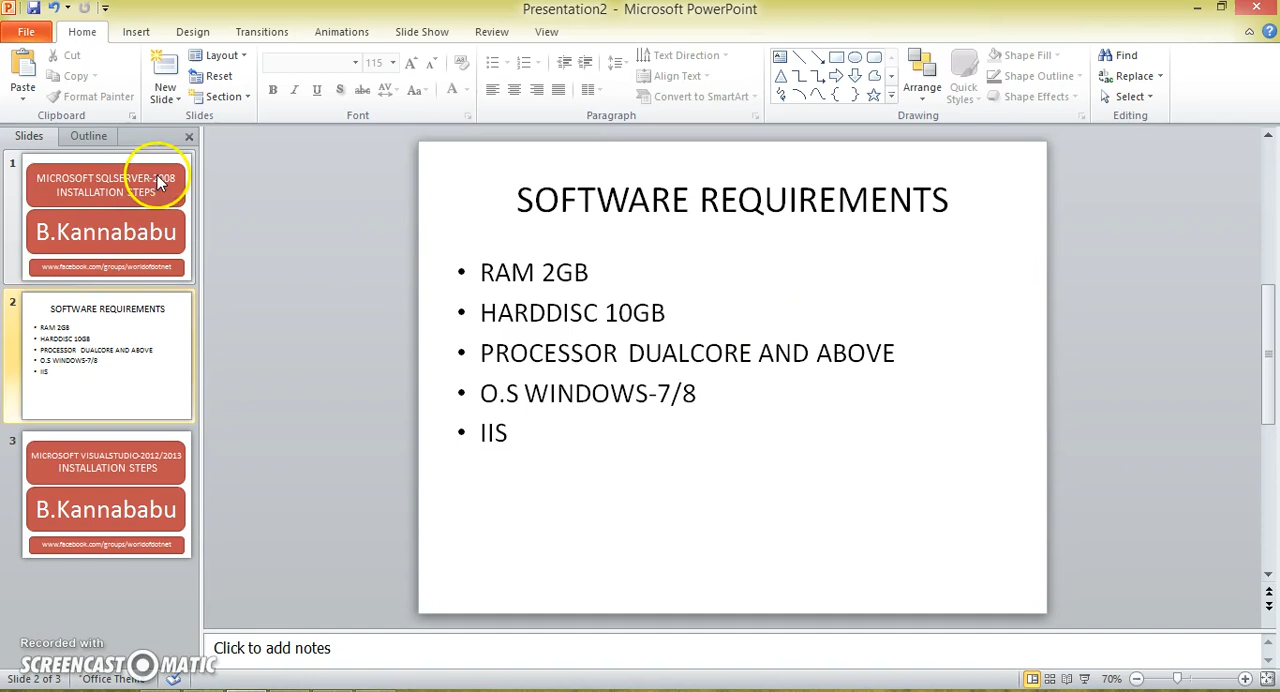 Presentation2 - Microsoft PowerPoint
File Home Insert Design Transitions Animations Slide Show Review View
Paste
Cut
Copy
Format Painter
Clipboard
New Slide
Layout
Reset
Section
Slides
115
Font
Text Direction
Align Text
Convert to SmartArt
Paragraph
Arrange
Quick Styles
Shape Fill
Shape Outline
Shape Effects
Drawing
Find
Replace
Select
Editing
Slides Outline
1
MICROSOFT SQLSERVER-2008
INSTALLATION STEPS
B.Kannababu
www.facebook.com/groups/worldofdotnet
2
SOFTWARE REQUIREMENTS
• RAM 2GB
• HARDDISC 10GB
• PROCESSOR DUALCORE AND ABOVE
• O.S WINDOWS-7/8
• IIS
3
MICROSOFT VISUALSTUDIO-2012/2013
INSTALLATION STEPS
B.Kannababu
www.facebook.com/groups/worldofdotnet
SOFTWARE REQUIREMENTS
• RAM 2GB
• HARDDISC 10GB
• PROCESSOR DUALCORE AND ABOVE
• O.S WINDOWS-7/8
• IIS
Click to add notes
Recorded with
SCREENCAST MATIC
Slide 2 of 3 "Office Theme
70%